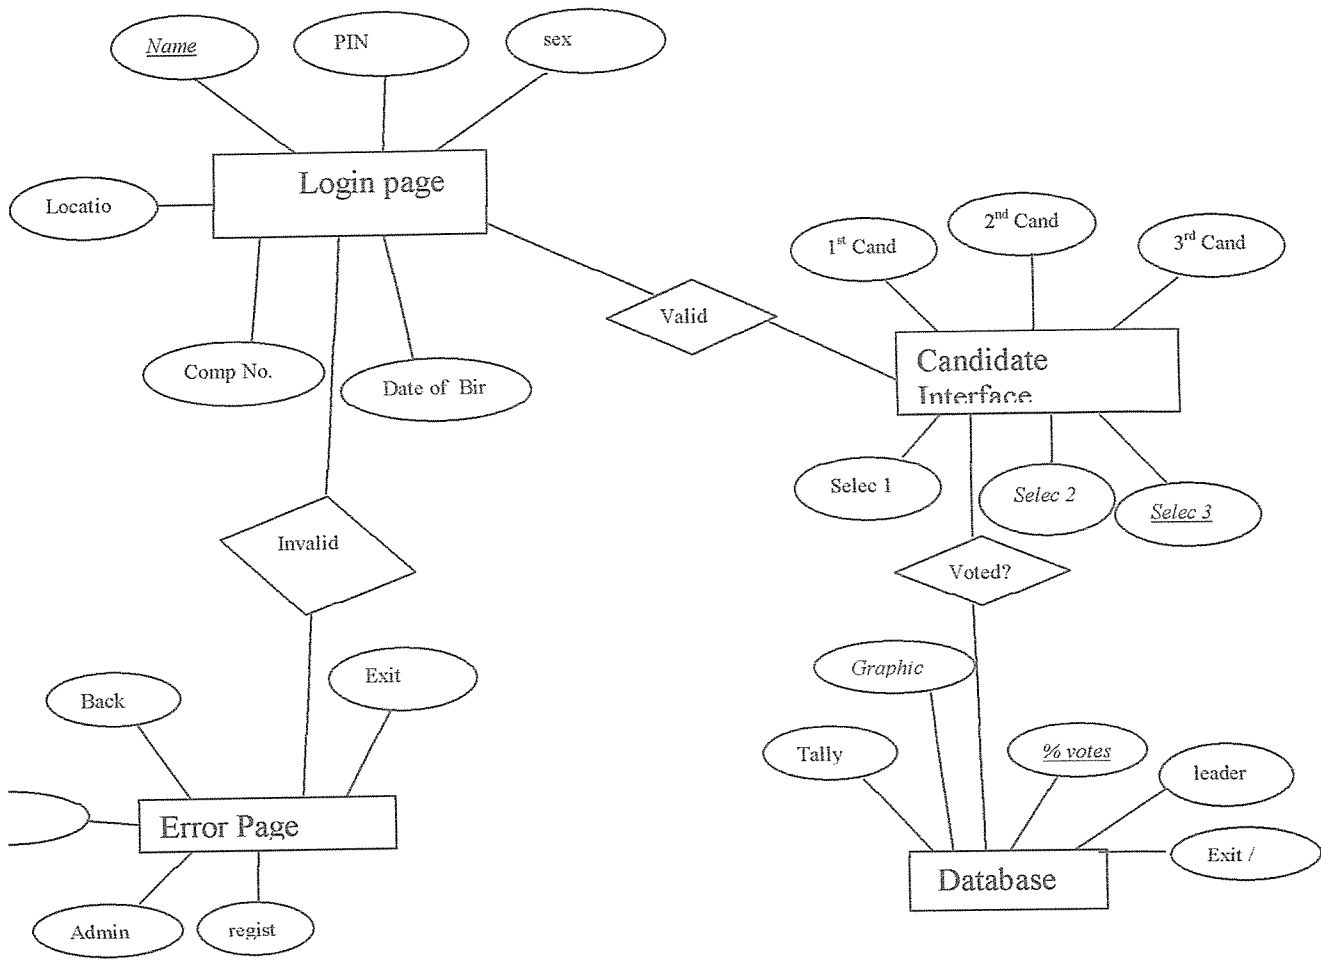 Name
PIN
sex
Login page
Locatio
Comp No.
Date of Bir
Valid
1st Cand
2nd Cand
3rd Cand
Candidate
Interface
Selec 1
Selec 2
Selec 3
Invalid
Voted?
Back
Exit
Error Page
Admin
regist
Graphic
Tally
% votes
leader
Exit /
Database